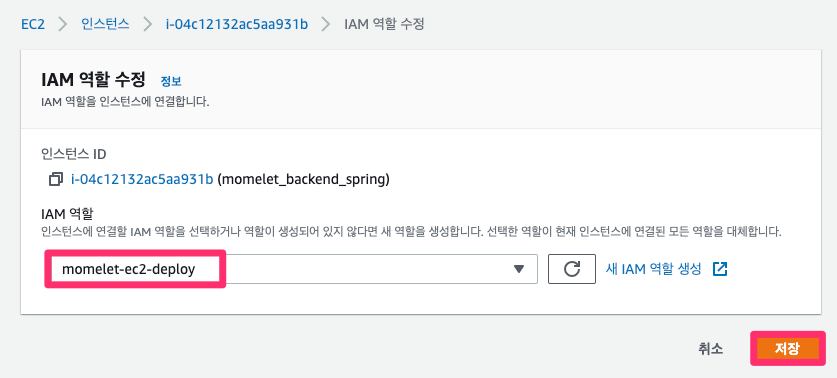 EC2 > 인스턴스 > i-04c12132ac5aa931b > IAM 역할 수정
IAM 역할 수정 정보
IAM 역할을 인스턴스에 연결합니다.
인스턴스 ID
i-04c12132ac5aa931b (momelet_backend_spring)
IAM 역할
인스턴스에 연결할 IAM 역할을 선택하거나 역할이 생성되어 있지 않다면 새 역할을 생성합니다. 선택한 역할이 현재 인스턴스에 연결된 모든 역할을 대체합니다.
momelet-ec2-deploy 새 IAM 역할 생성
취소 저장